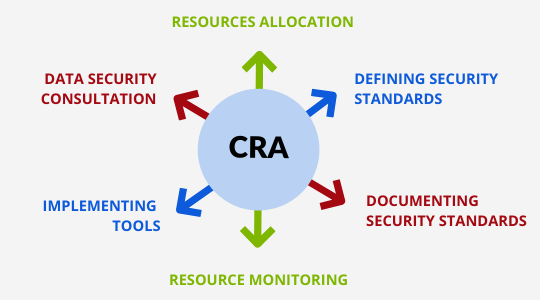 RESOURCES ALLOCATION
DATA SECURITY
CONSULTATION
DEFINING SECURITY
STANDARDS
CRA
IMPLEMENTING
TOOLS
DOCUMENTING
SECURITY STANDARDS
RESOURCE MONITORING